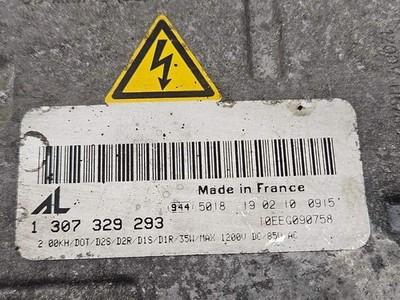 Made in France
AL
944 5018 19 02 10 0915
1 307 329 293
10EEG090758
2 00KH/DOT/D2S/D2R/D1S/D1R/35W/MAX 1200V DC/85V AC